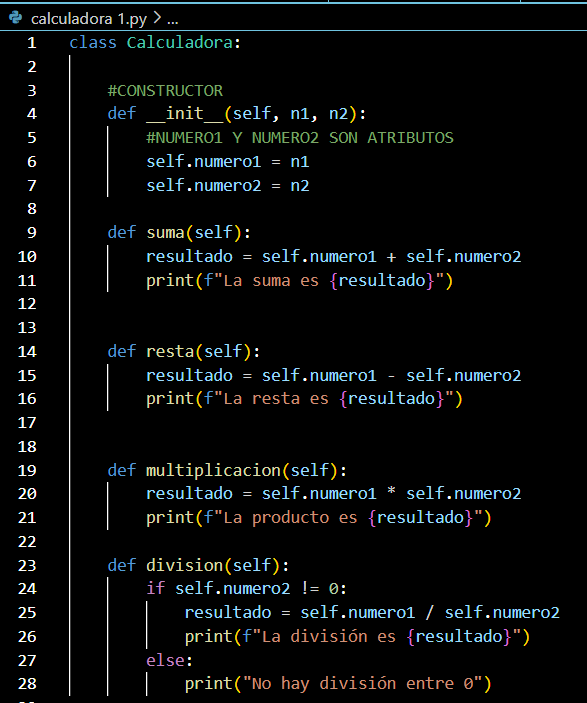 calculadora 1.py > ...
1 class Calculadora:
2
3     #CONSTRUCTOR
4     def __init__(self, n1, n2):
5         #NUMERO1 Y NUMERO2 SON ATRIBUTOS
6         self.numero1 = n1
7         self.numero2 = n2
8
9     def suma(self):
10         resultado = self.numero1 + self.numero2
11         print(f"La suma es {resultado}")
12
13
14     def resta(self):
15         resultado = self.numero1 - self.numero2
16         print(f"La resta es {resultado}")
17
18
19     def multiplicacion(self):
20         resultado = self.numero1 * self.numero2
21         print(f"La producto es {resultado}")
22
23     def division(self):
24         if self.numero2 != 0:
25             resultado = self.numero1 / self.numero2
26             print(f"La división es {resultado}")
27         else:
28             print("No hay división entre 0")